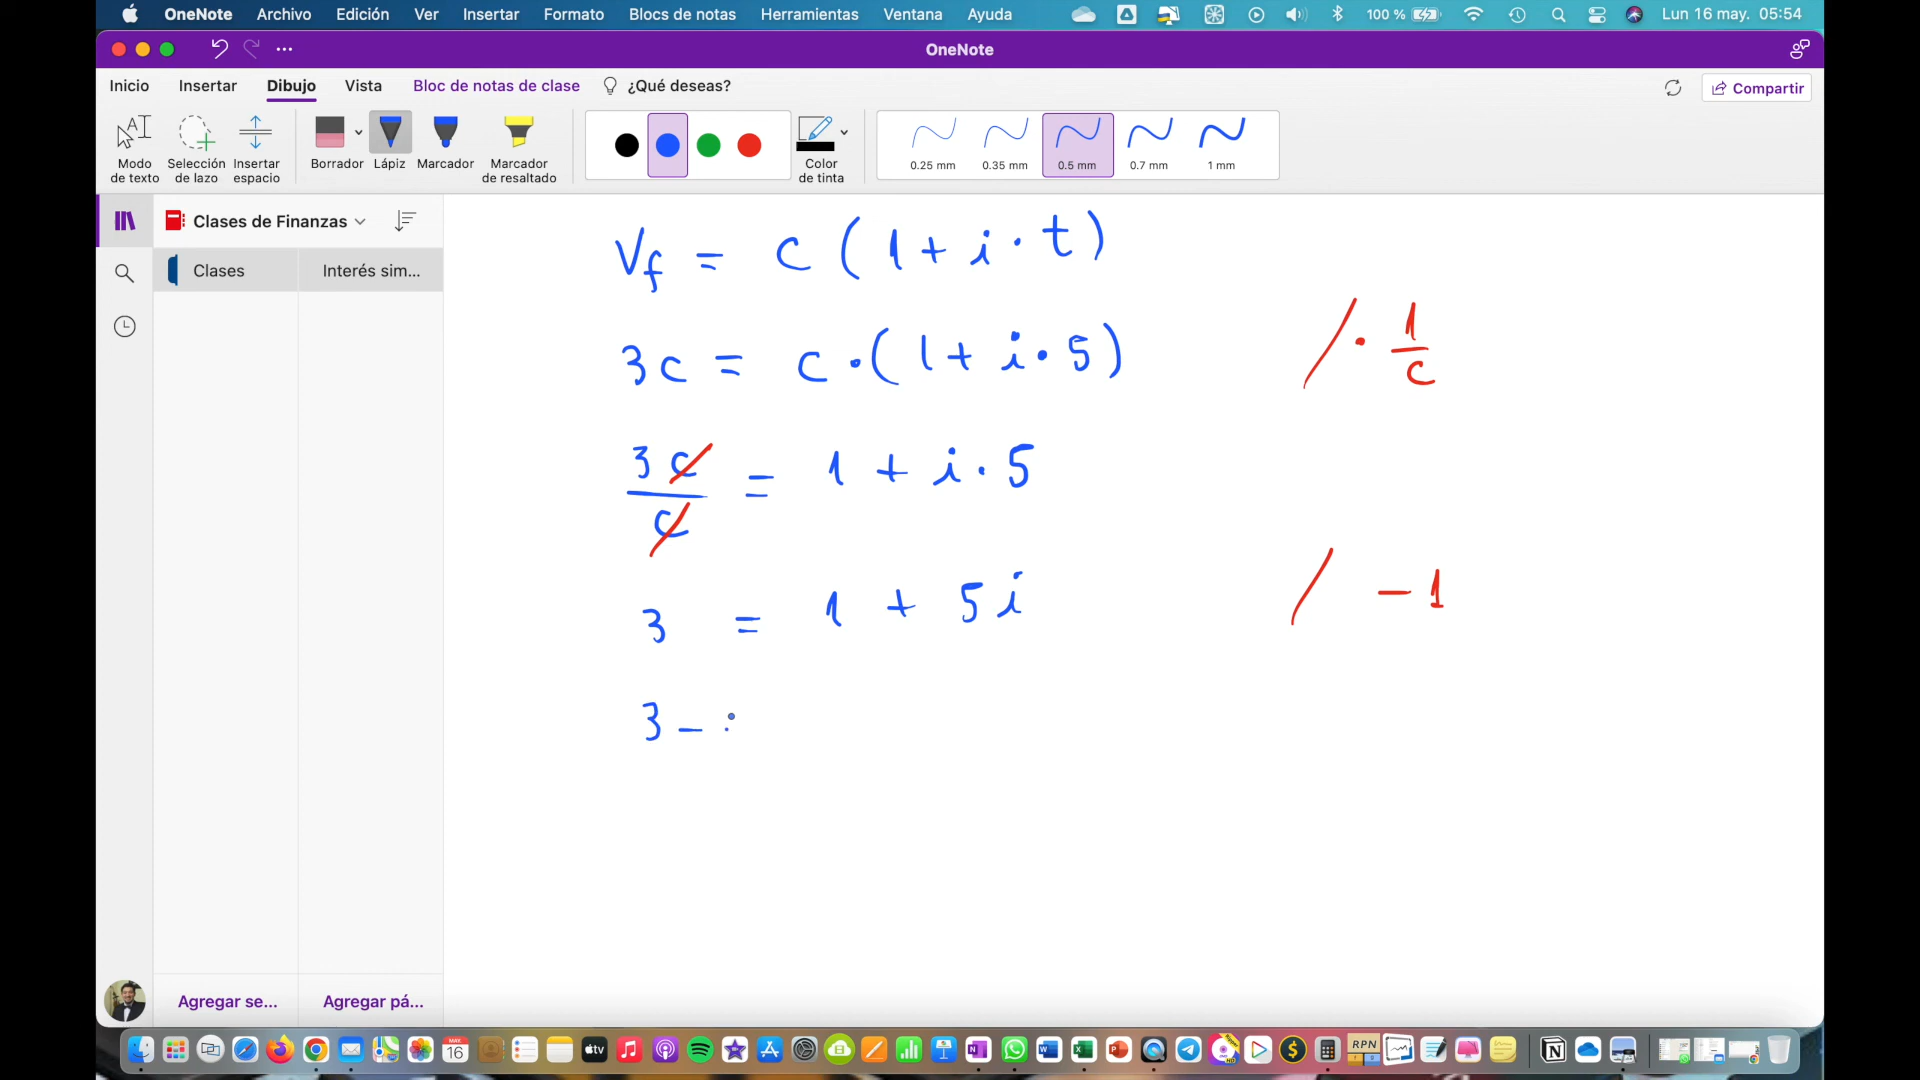 OneNote Archivo Edición Ver Insertar Formato Blocs de notas Herramientas Ventana Ayuda 100 % Lun 16 may. 05:54
OneNote
Inicio Insertar Dibujo Vista Bloc de notas de clase ¿Qué deseas? Compartir
Modo de texto
Selección de lazo
Insertar espacio
Borrador
Lápiz
Marcador
Marcador de resaltado
Color de tinta
0.25 mm 0.35 mm 0.5 mm 0.7 mm 1 mm
Clases de Finanzas
Clases Interés sim...
Vf = c ( 1 + i · t )
3c = c · ( 1 + i · 5 ) / · 1/c
3c/c = 1 + i · 5
3 = 1 + 5i / - 1
3 -
Agregar se... Agregar pá...
MAY. 16
tv
RPN